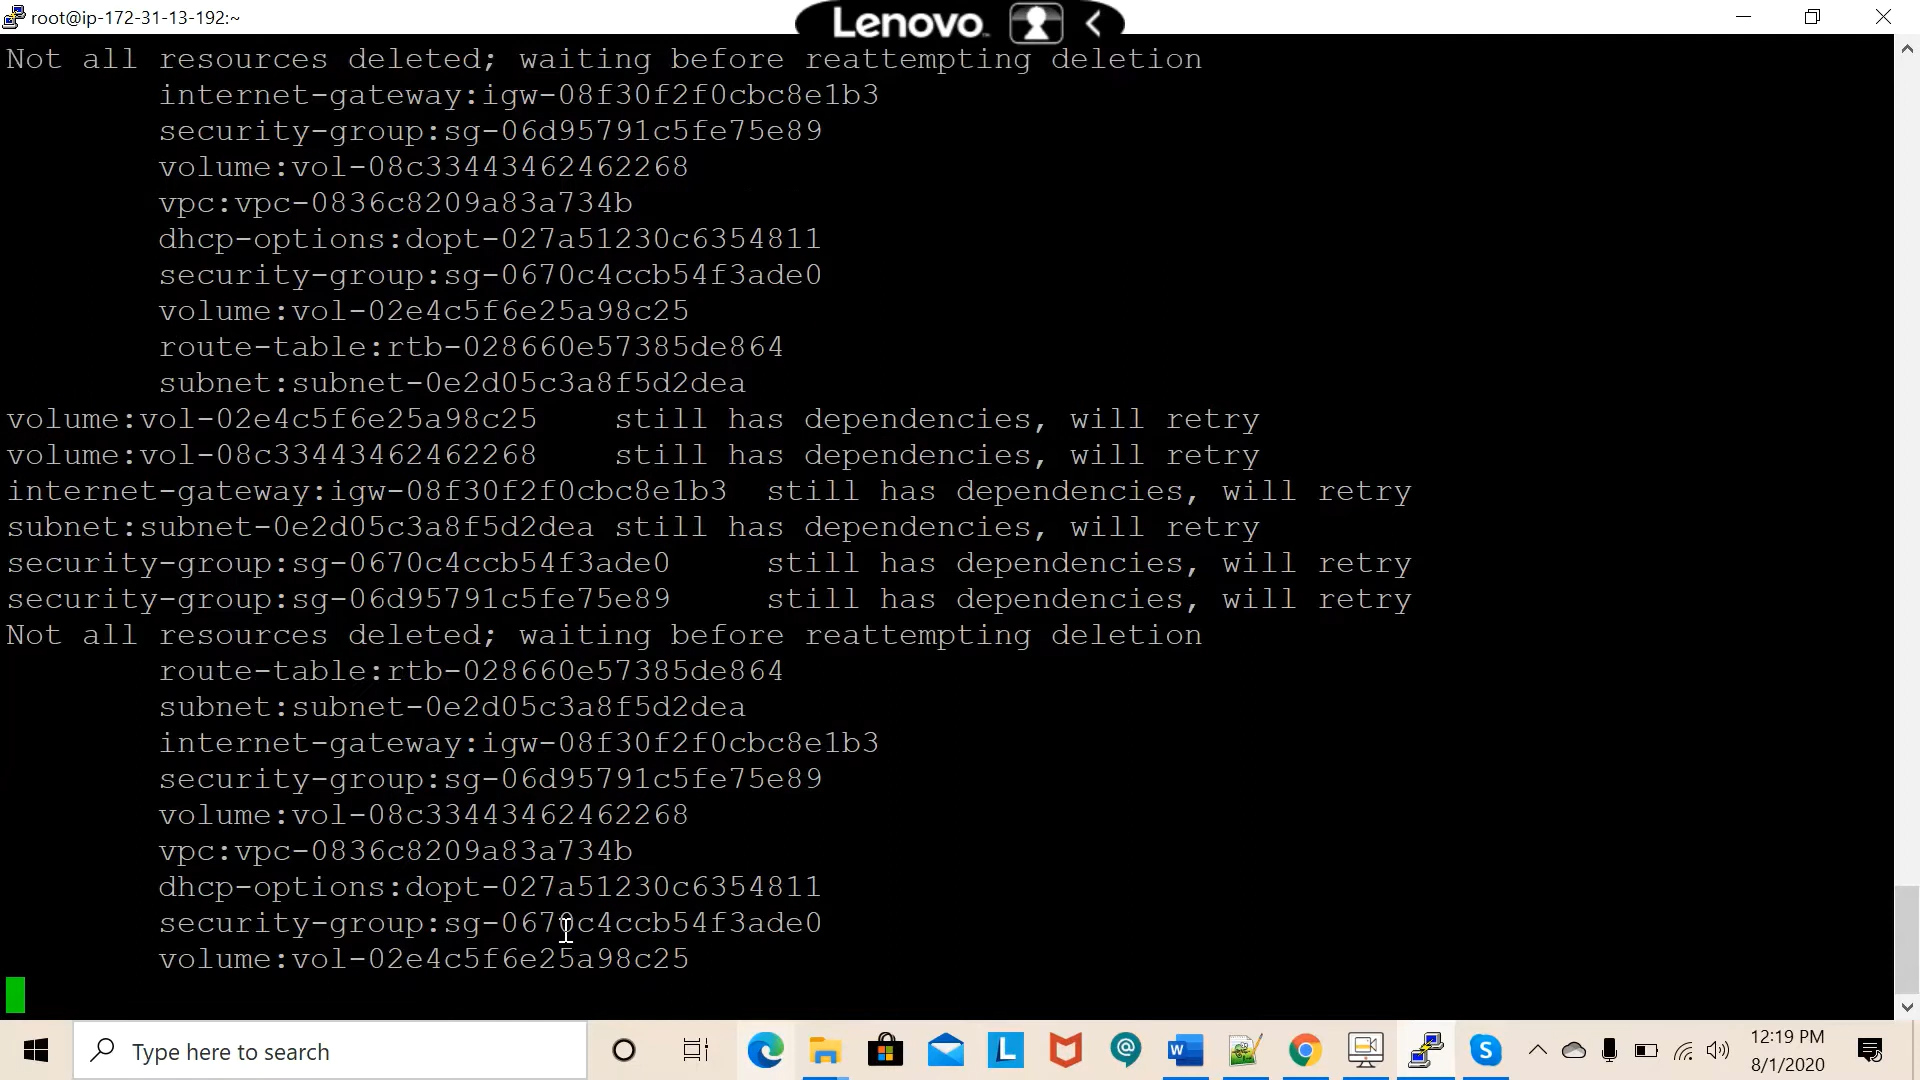 root@ip-172-31-13-192:~
Lenovo
Not all resources deleted; waiting before reattempting deletion
internet-gateway:igw-08f30f2f0cbc8e1b3
security-group:sg-06d95791c5fe75e89
volume:vol-08c33443462462268
vpc:vpc-0836c8209a83a734b
dhcp-options:dopt-027a51230c6354811
security-group:sg-0670c4ccb54f3ade0
volume:vol-02e4c5f6e25a98c25
route-table:rtb-028660e57385de864
subnet:subnet-0e2d05c3a8f5d2dea
volume:vol-02e4c5f6e25a98c25 still has dependencies, will retry
volume:vol-08c33443462462268 still has dependencies, will retry
internet-gateway:igw-08f30f2f0cbc8e1b3 still has dependencies, will retry
subnet:subnet-0e2d05c3a8f5d2dea still has dependencies, will retry
security-group:sg-0670c4ccb54f3ade0 still has dependencies, will retry
security-group:sg-06d95791c5fe75e89 still has dependencies, will retry
Not all resources deleted; waiting before reattempting deletion
route-table:rtb-028660e57385de864
subnet:subnet-0e2d05c3a8f5d2dea
internet-gateway:igw-08f30f2f0cbc8e1b3
security-group:sg-06d95791c5fe75e89
volume:vol-08c33443462462268
vpc:vpc-0836c8209a83a734b
dhcp-options:dopt-027a51230c6354811
security-group:sg-0670c4ccb54f3ade0
volume:vol-02e4c5f6e25a98c25
Type here to search
12:19 PM
8/1/2020